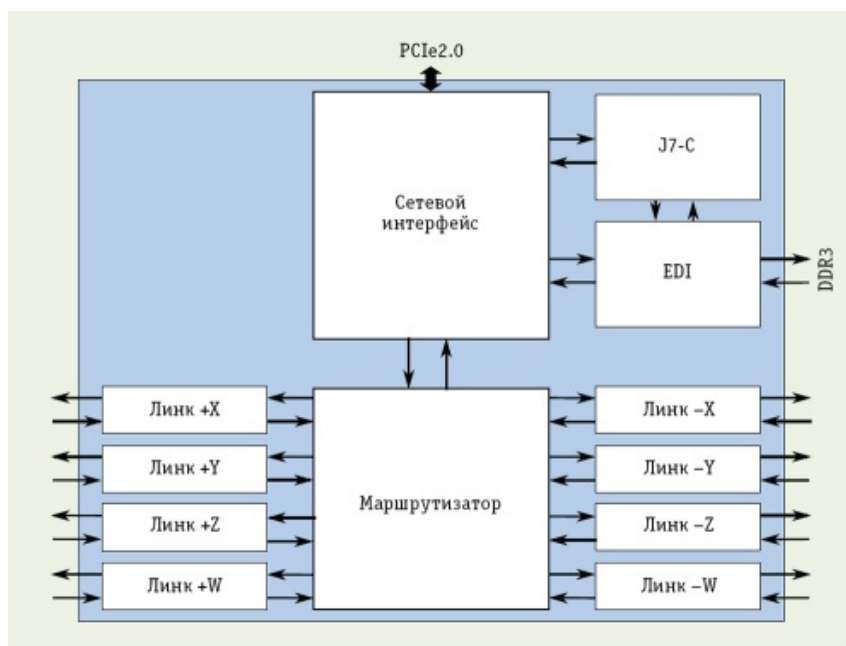 PCIe2.0
Сетевой
интерфейс
J7-C
EDI
DDR3
Линк +X
Линк –X
Линк +Y
Линк –Y
Маршрутизатор
Линк +Z
Линк –Z
Линк +W
Линк –W